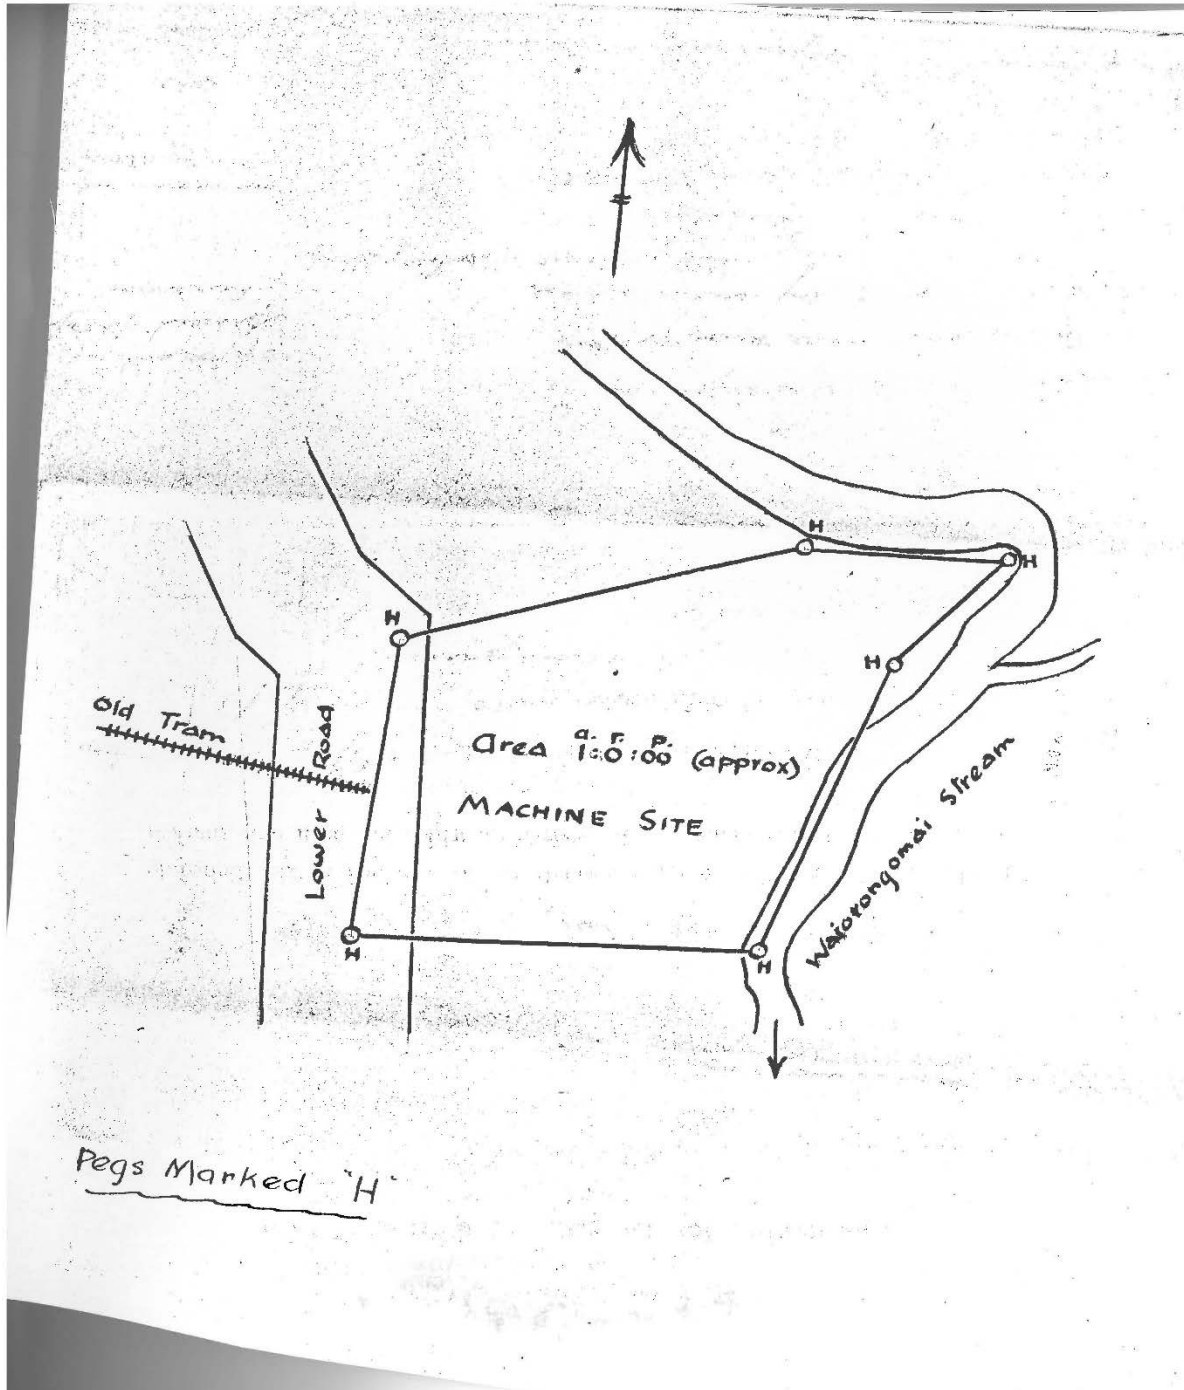 H
H
H
H
Old Tram
Lower Road
a. r. p.
Area 1:0:00 (approx)
MACHINE SITE
Waiorongomai Stream
H
H
Pegs Marked "H"